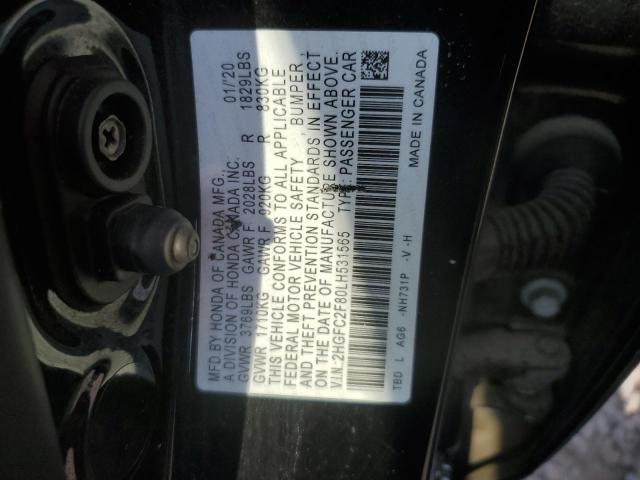 MFD.BY HONDA OF CANADA MFG., 01/'20
A DIVISION OF HONDA CANADA INC.
GVWR 3769LBS GAWR F 2028LBS R 1829LBS
GVWR 1710KG GAWR F 920KG R 830KG
THIS VEHICLE CONFORMS TO ALL APPLICABLE
FEDERAL MOTOR VEHICLE SAFETY BUMPER
AND THEFT PREVENTION STANDARDS IN EFFECT
ON THE DATE OF MANUFACTURE SHOWN ABOVE.
V.I.N. 2HGFC2F80LH531565 TYPE: PASSENGER CAR
TBD L AG6 -NH731P -V -H MADE IN CANADA